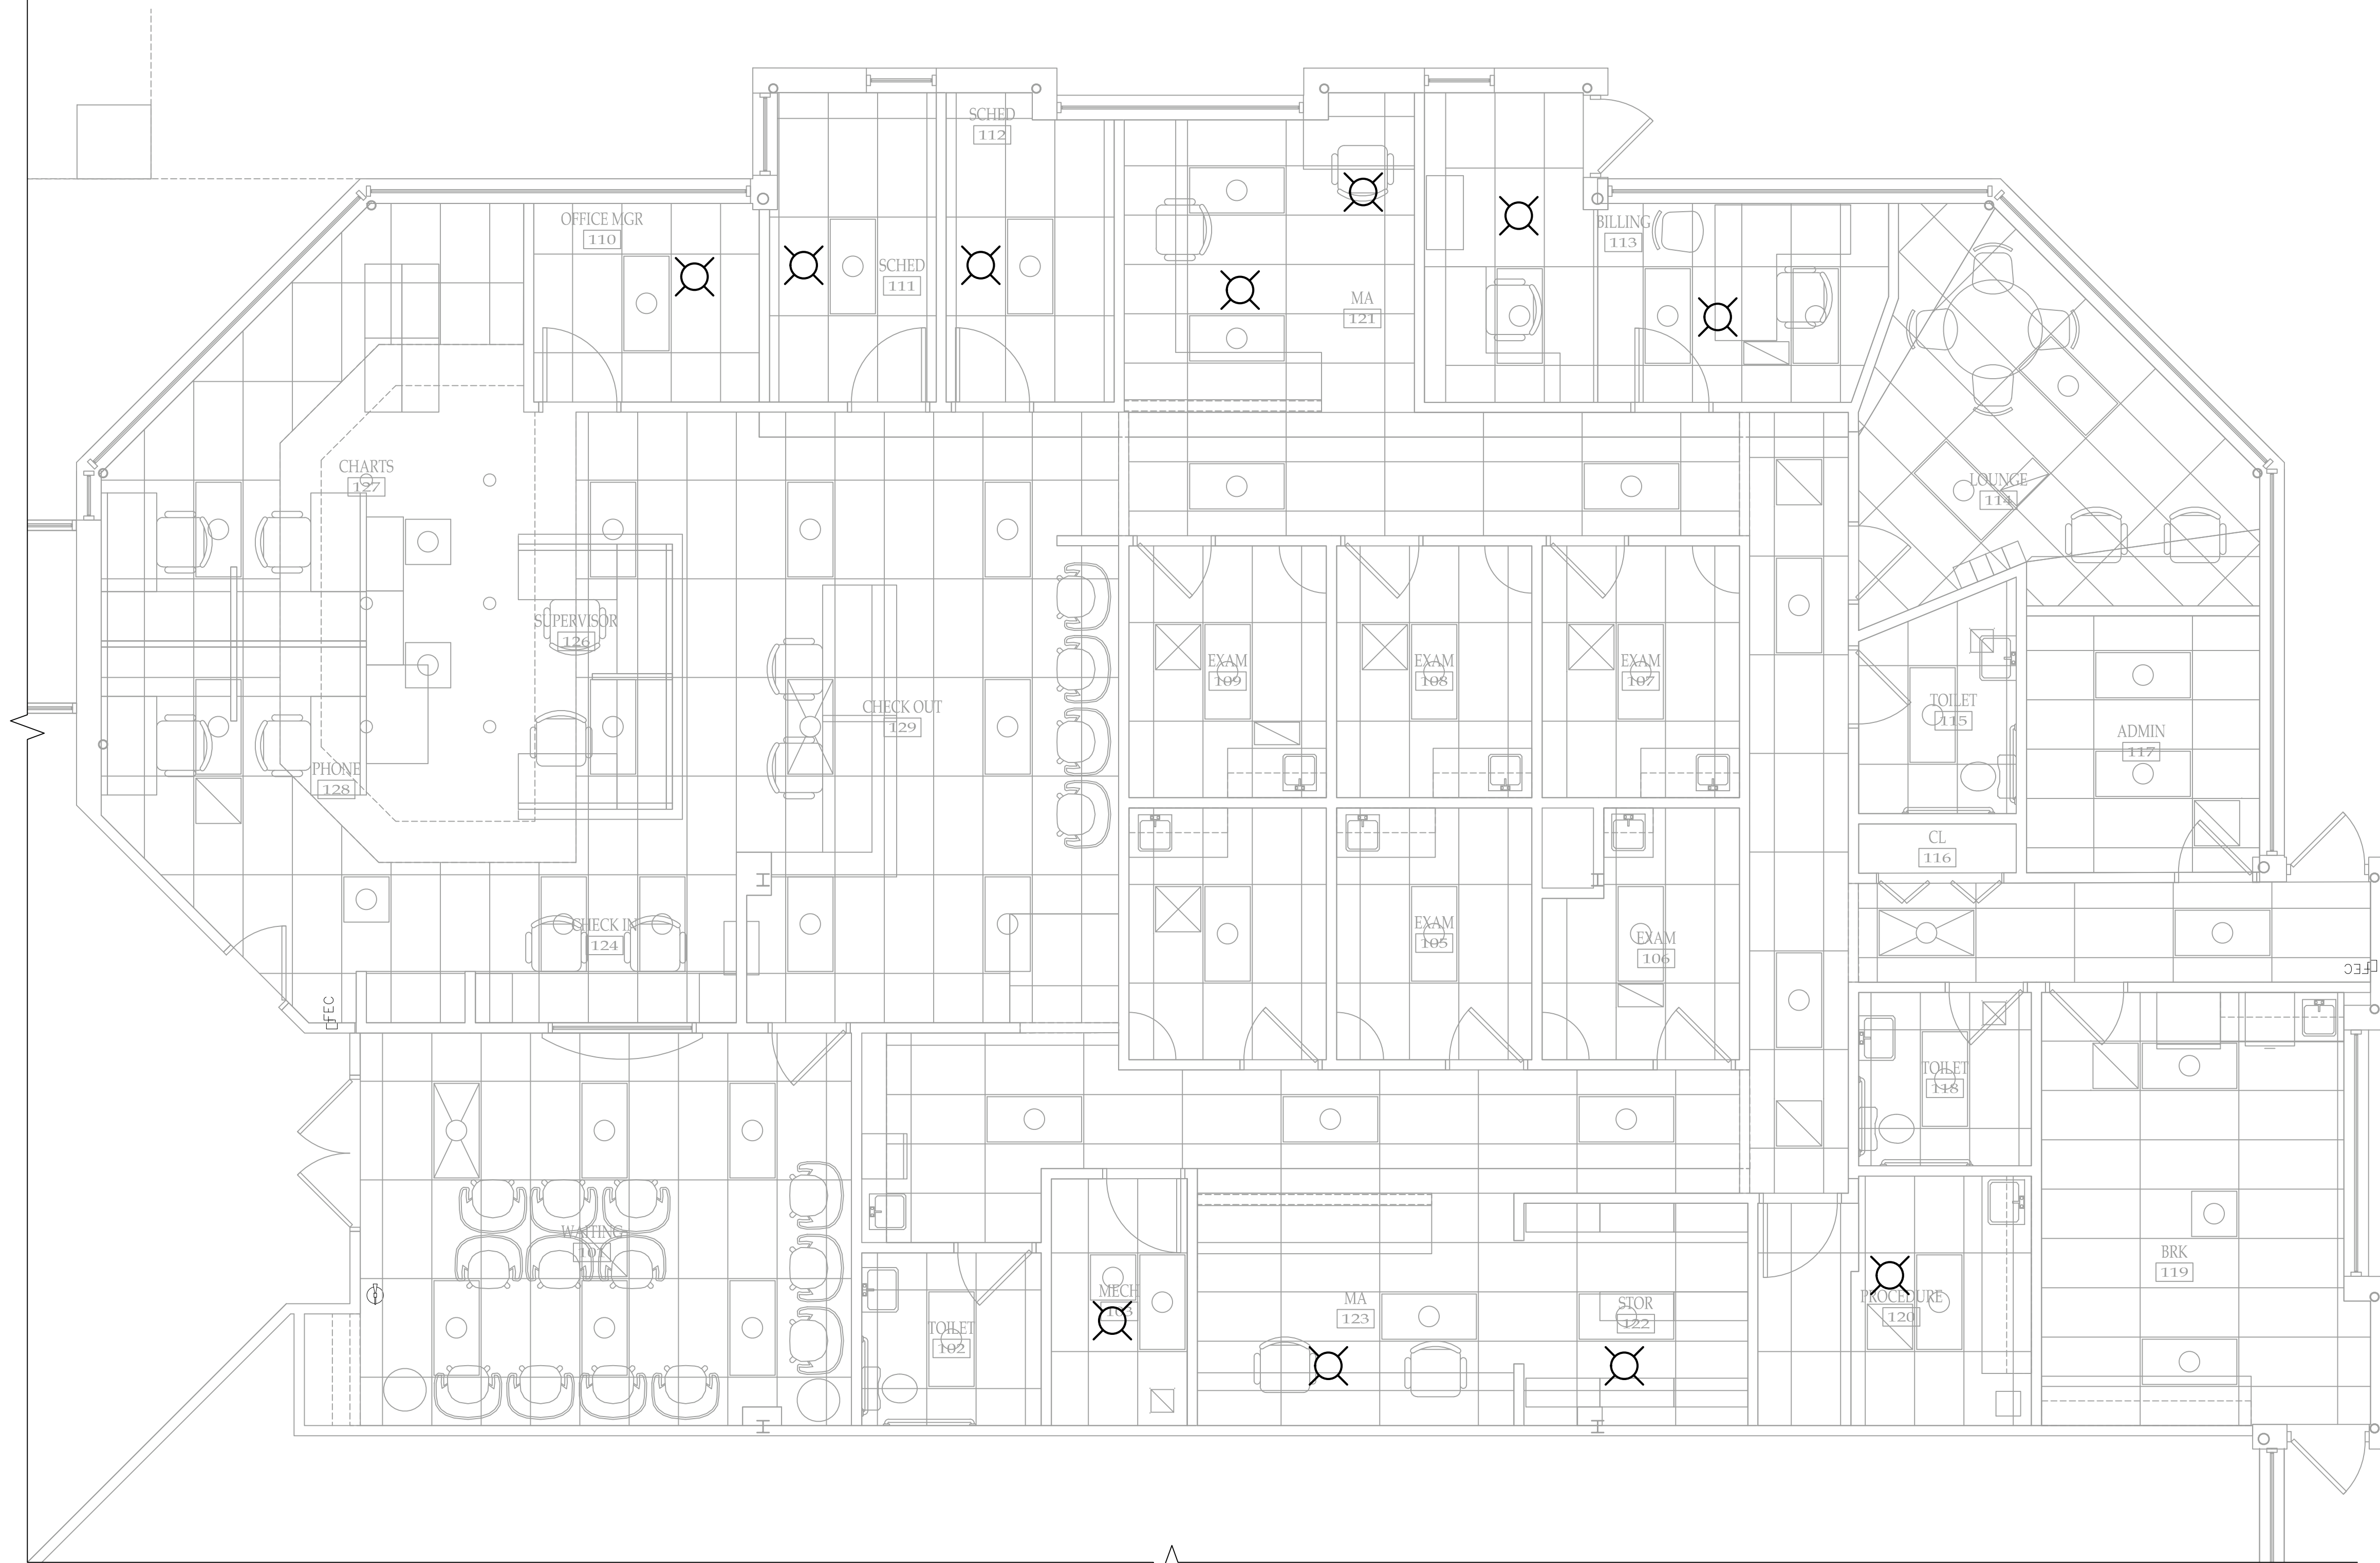 SCHED
112
OFFICE MGR
110
BILLING
113
SCHED
111
MA
121
CHARTS
127
LOUNGE
114
SUPERVISOR
126
EXAM
109
EXAM
108
EXAM
107
TOILET
115
CHECK OUT
129
ADMIN
117
PHONE
128
CL
116
CHECK IN
124
EXAM
105
EXAM
106
FEC
FEC
TOILET
118
WAITING
101
BRK
119
MECH
103
MA
123
STOR
122
PROCEDURE
120
TOILET
102